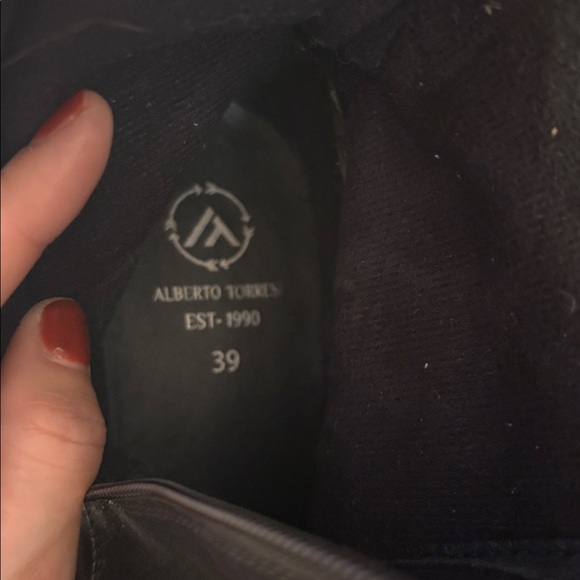 ALBERTO TORRES
EST- 1990
39